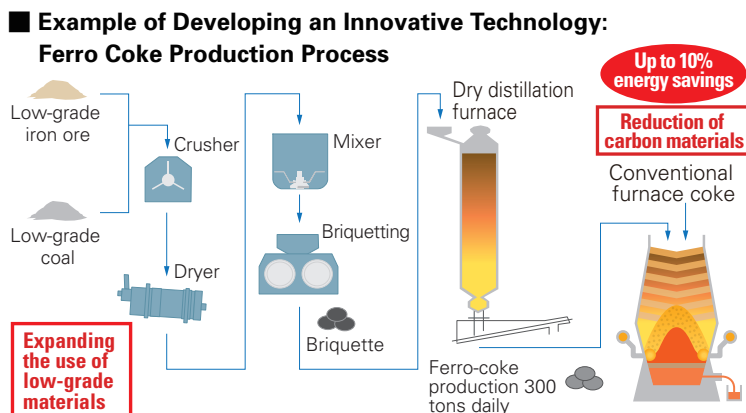 ■ Example of Developing an Innovative Technology:
Ferro Coke Production Process
Low-grade
iron ore
Low-grade
coal
Crusher
Dryer
Expanding
the use of
low-grade
materials
Mixer
Briquetting
Briquette
Dry distillation
furnace
Ferro-coke
production 300
tons daily
Up to 10%
energy savings
Reduction of
carbon materials
Conventional
furnace coke